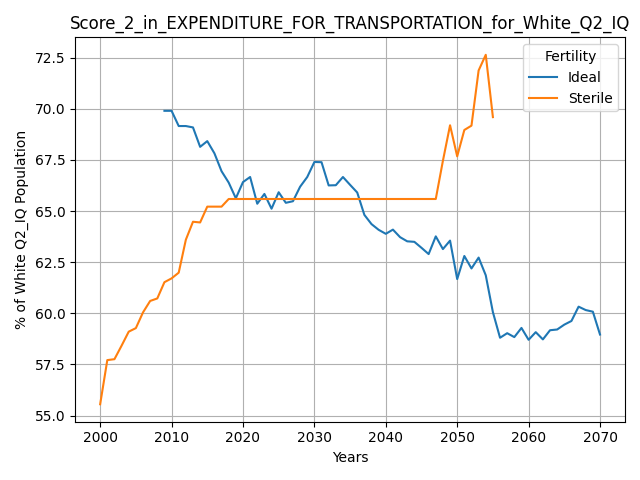 Score_2_in_EXPENDITURE_FOR_TRANSPORTATION_for_White_Q2_IQ
Fertility
Ideal
Sterile
% of White Q2_IQ Population
72.5
70.0
67.5
65.0
62.5
60.0
57.5
55.0
2000 2010 2020 2030 2040 2050 2060 2070
Years